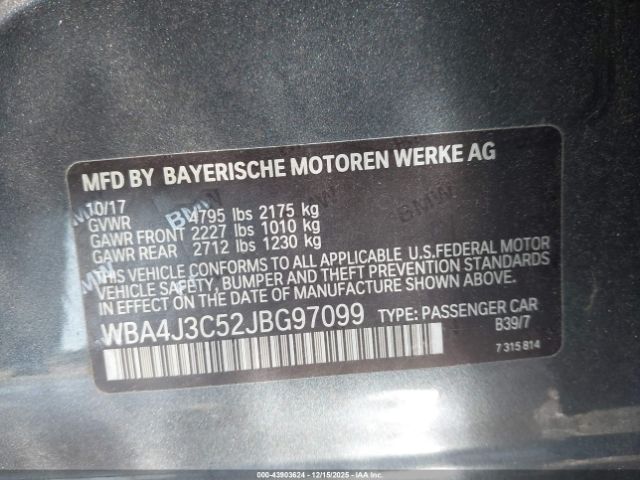 MFD BY BAYERISCHE MOTOREN WERKE AG
10/17
GVWR 4795 lbs 2175 kg
GAWR FRONT 2227 lbs 1010 kg
GAWR REAR 2712 lbs 1230 kg
THIS VEHICLE CONFORMS TO ALL APPLICABLE U.S.FEDERAL MOTOR
VEHICLE SAFETY, BUMPER AND THEFT PREVENTION STANDARDS
IN EFFECT ON THE DATE OF MANUFACTURE SHOWN ABOVE.
WBA4J3C52JBG97099 TYPE: PASSENGER CAR
B39/7
7 315 814
000-43903624 - 12/15/2025 - IAAI Copyright